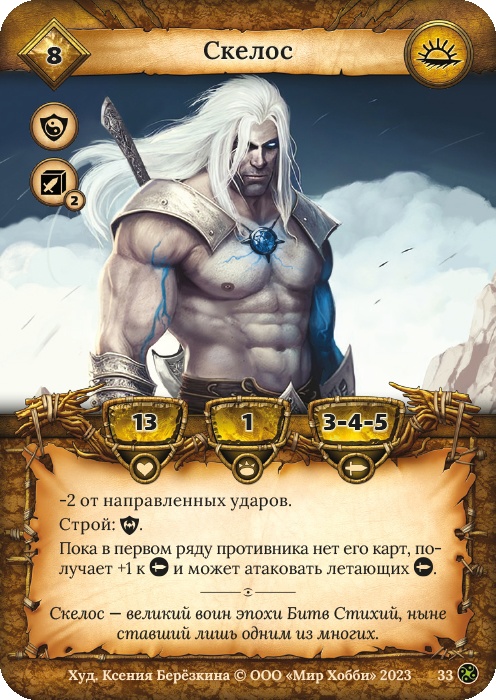 8
Скелос
2
13
1
3-4-5
-2 от направленных ударов.
Строй: .
Пока в первом ряду противника нет его карт, по-
лучает +1 к и может атаковать летающих .
Скелос — великий воин эпохи Битв Стихий, ныне
ставший лишь одним из многих.
Худ. Ксения Берёзкина © ООО «Мир Хобби» 2023
33